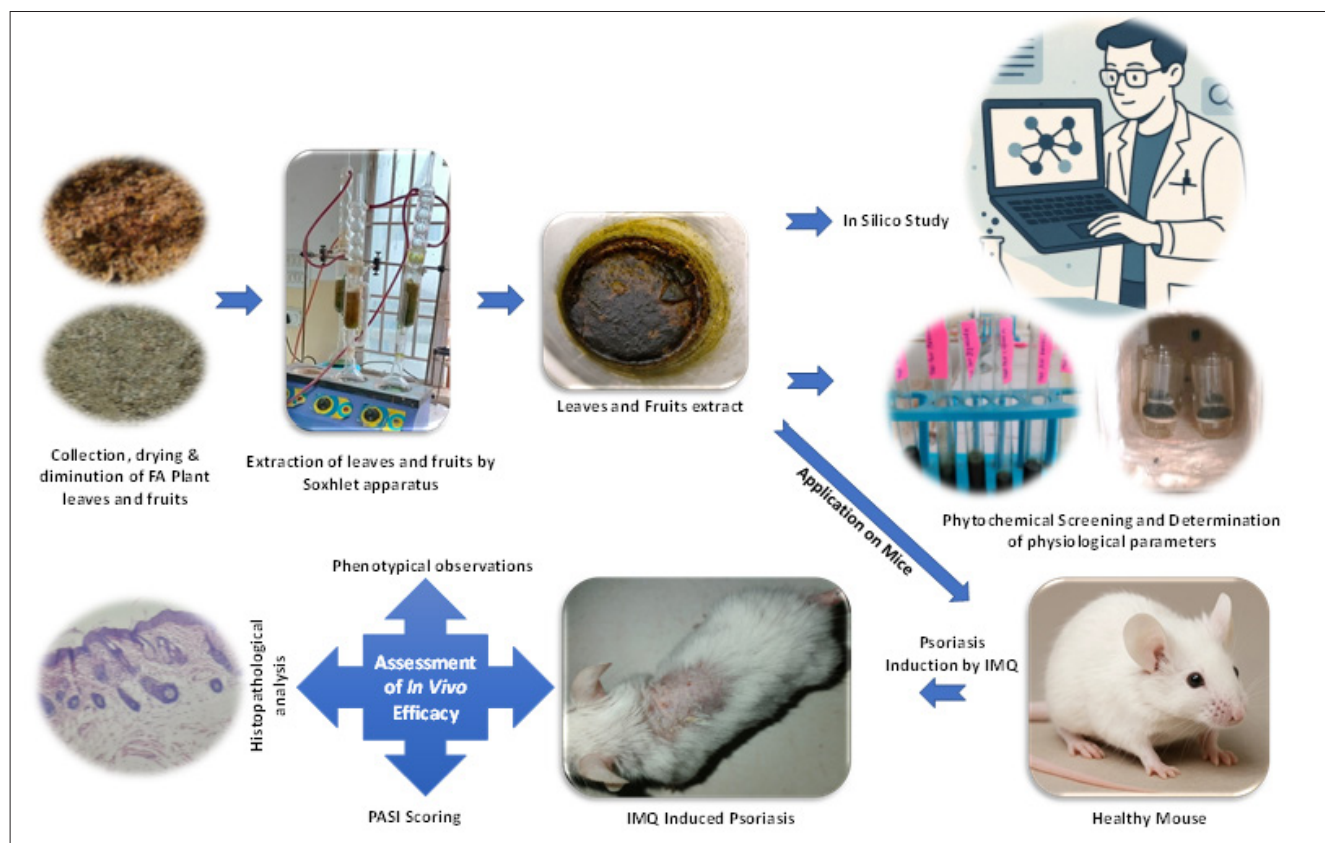 In Silico Study
Leaves and Fruits extract
Collection, drying &
diminution of FA Plant
leaves and fruits
Extraction of leaves and fruits by
Soxhlet apparatus
Phytochemical Screening and Determination
of physiological parameters
Application on Mice
Phenotypical observations
Histopathological
analysis
Assessment
of In Vivo
Efficacy
Psoriasis
Induction by IMQ
PASI Scoring
IMQ Induced Psoriasis
Healthy Mouse